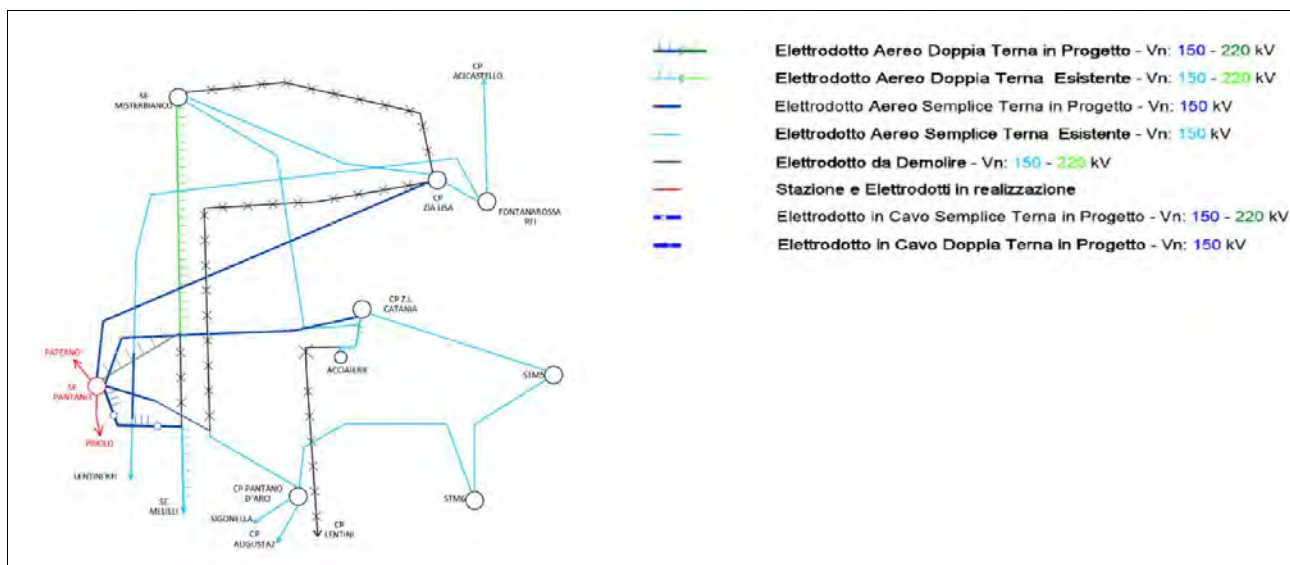 Elettrodotto Aereo Doppia Terna in Progetto - Vn: 150 - 220 kV
Elettrodotto Aereo Doppia Terna Esistente - Vn: 150 - 220 kV
Elettrodotto Aereo Semplice Terna in Progetto - Vn: 150 kV
Elettrodotto Aereo Semplice Terna Esistente - Vn: 150 kV
Elettrodotto da Demolire - Vn: 150 - 220 kV
Stazione e Elettrodotti in realizzazione
Elettrodotto in Cavo Semplice Terna in Progetto - Vn: 150 - 220 kV
Elettrodotto in Cavo Doppia Terna in Progetto - Vn: 150 kV
CP
ACICASTELLO
SE
MISTERBIANCO
CP
ZIA LISA
FONTANAROSSA
RFI
CP Z.I.
CATANIA
PATERNO'
SE
PANTANO
ACCIAIERIE
STM5
PRIOLO
LENTINI RFI
SE
MELILLI
CP PANTANO
D'ARCI
STM6
SIGONELLA
CP
AUGUSTA2
CP
LENTINI